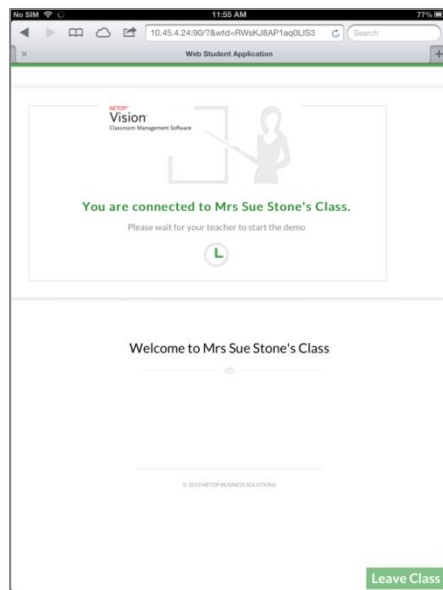 No SIM 11:55 AM 77%
10.45.4.24:90/?&wtd=RWsKJ8AP1aq0LIS3 Search
Web Student Application
NETOP
Vision
Classroom Management Software
You are connected to Mrs Sue Stone's Class.
Please wait for your teacher to start the demo
Welcome to Mrs Sue Stone's Class
© 2013 NETOP BUSINESS SOLUTIONS
Leave Class